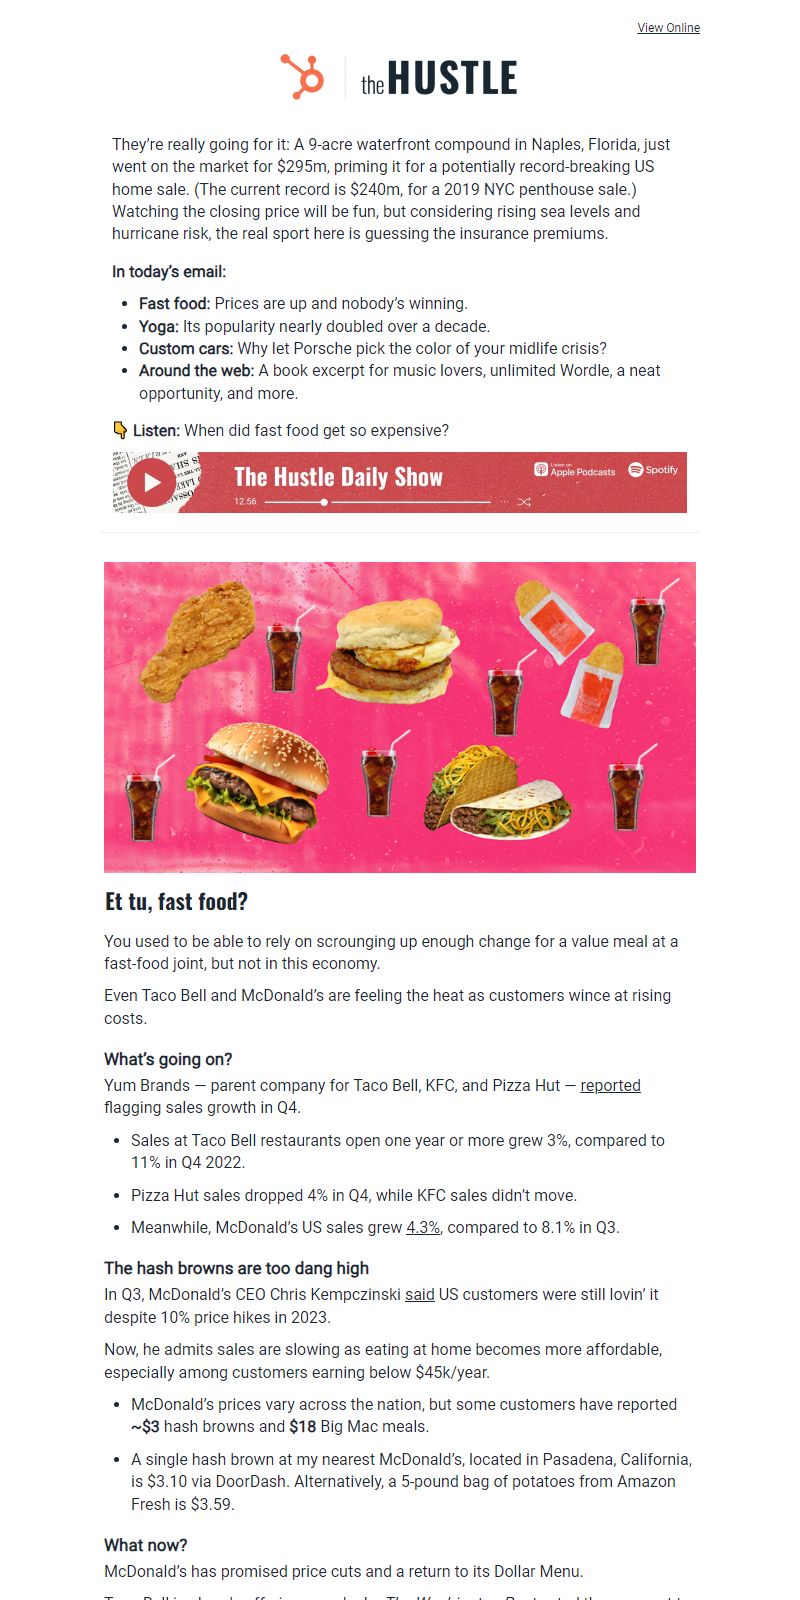 View Online
the HUSTLE
They’re really going for it: A 9-acre waterfront compound in Naples, Florida, just
went on the market for $295m, priming it for a potentially record-breaking US
home sale. (The current record is $240m, for a 2019 NYC penthouse sale.)
Watching the closing price will be fun, but considering rising sea levels and
hurricane risk, the real sport here is guessing the insurance premiums.
In today’s email:
• Fast food: Prices are up and nobody’s winning.
• Yoga: Its popularity nearly doubled over a decade.
• Custom cars: Why let Porsche pick the color of your midlife crisis?
• Around the web: A book excerpt for music lovers, unlimited Wordle, a neat
opportunity, and more.
👇 Listen: When did fast food get so expensive?
The Hustle Daily Show
Listen on
Apple Podcasts
Spotify
12:56
Et tu, fast food?
You used to be able to rely on scrounging up enough change for a value meal at a
fast-food joint, but not in this economy.
Even Taco Bell and McDonald’s are feeling the heat as customers wince at rising
costs.
What’s going on?
Yum Brands — parent company for Taco Bell, KFC, and Pizza Hut — reported
flagging sales growth in Q4.
• Sales at Taco Bell restaurants open one year or more grew 3%, compared to
11% in Q4 2022.
• Pizza Hut sales dropped 4% in Q4, while KFC sales didn’t move.
• Meanwhile, McDonald’s US sales grew 4.3%, compared to 8.1% in Q3.
The hash browns are too dang high
In Q3, McDonald’s CEO Chris Kempczinski said US customers were still lovin’ it
despite 10% price hikes in 2023.
Now, he admits sales are slowing as eating at home becomes more affordable,
especially among customers earning below $45k/year.
• McDonald’s prices vary across the nation, but some customers have reported
~$3 hash browns and $18 Big Mac meals.
• A single hash brown at my nearest McDonald’s, located in Pasadena, California,
is $3.10 via DoorDash. Alternatively, a 5-pound bag of potatoes from Amazon
Fresh is $3.59.
What now?
McDonald’s has promised price cuts and a return to its Dollar Menu.